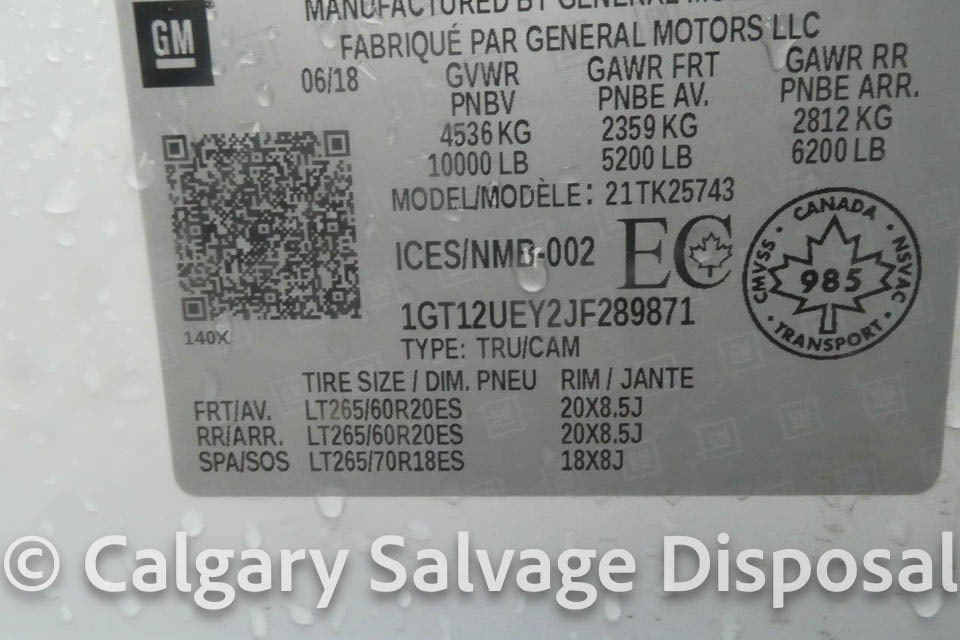 MANUFACTURED BY GENERAL
GM
FABRIQUÉ PAR GENERAL MOTORS LLC
06/18 GVWR GAWR FRT GAWR RR
PNBV PNBE AV. PNBE ARR.
4536 KG 2359 KG 2812 KG
10000 LB 5200 LB 6200 LB
MODEL/MODÈLE: 21TK25743
ICES/NMB-002 EC
CANADA
CMVSS 985 NSVAC
TRANSPORT
1GT12UEY2JF289871
140X
TYPE: TRU/CAM
TIRE SIZE / DIM. PNEU RIM / JANTE
FRT/AV. LT265/60R20ES 20X8.5J
RR/ARR. LT265/60R20ES 20X8.5J
SPA/SOS LT265/70R18ES 18X8J
© Calgary Salvage Disposal